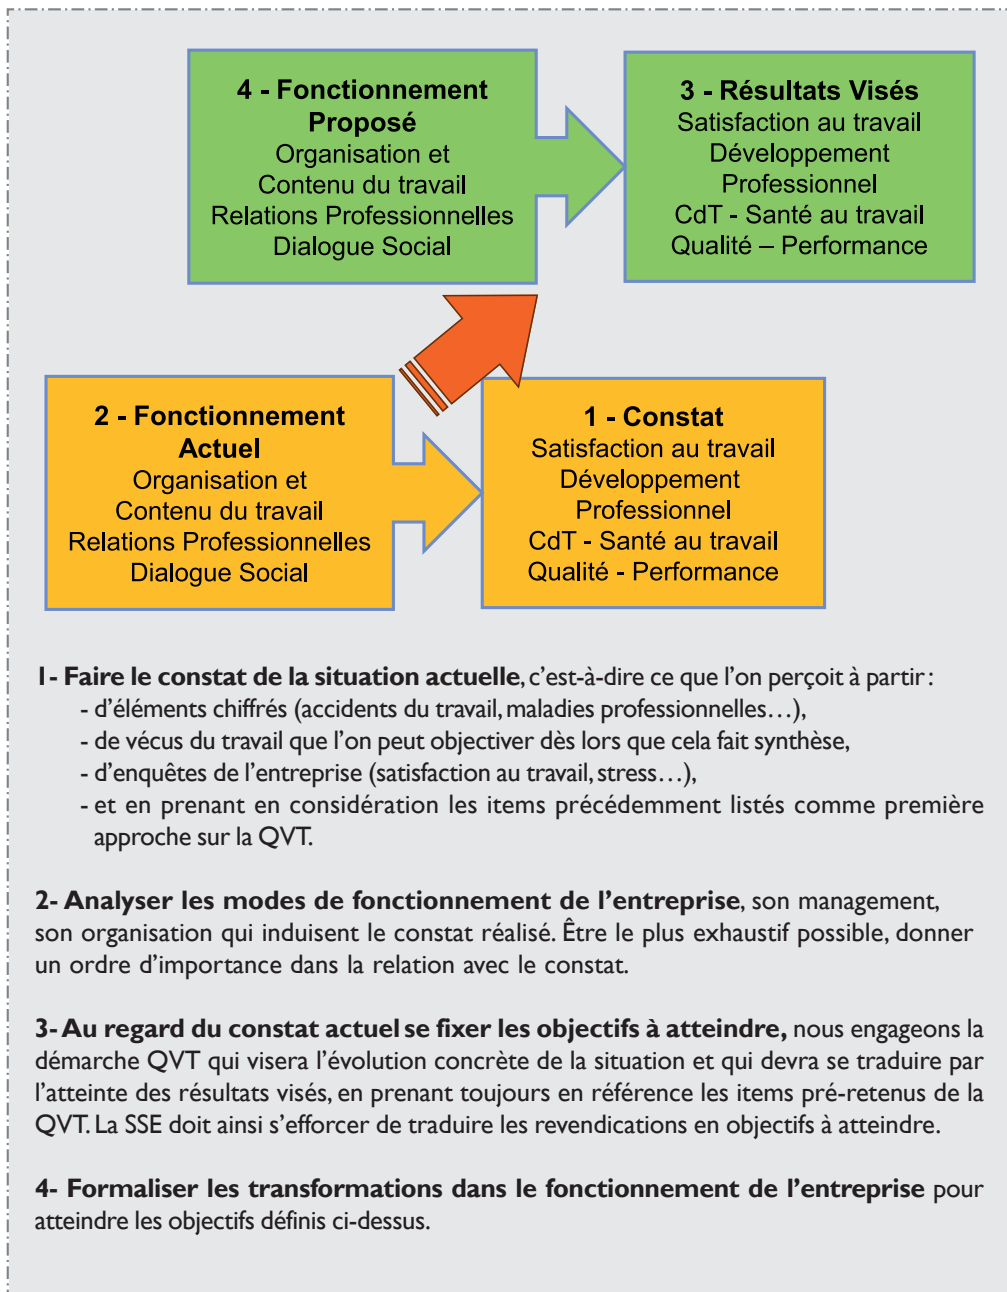 4 - Fonctionnement
Proposé
Organisation et
Contenu du travail
Relations Professionnelles
Dialogue Social
3 - Résultats Visés
Satisfaction au travail
Développement
Professionnel
CdT - Santé au travail
Qualité – Performance
2 - Fonctionnement
Actuel
Organisation et
Contenu du travail
Relations Professionnelles
Dialogue Social
1 - Constat
Satisfaction au travail
Développement
Professionnel
CdT - Santé au travail
Qualité - Performance
1- Faire le constat de la situation actuelle, c’est-à-dire ce que l’on perçoit à partir :
- d’éléments chiffrés (accidents du travail, maladies professionnelles…),
- de vécus du travail que l’on peut objectiver dès lors que cela fait synthèse,
- d’enquêtes de l’entreprise (satisfaction au travail, stress…),
- et en prenant en considération les items précédemment listés comme première
approche sur la QVT.
2- Analyser les modes de fonctionnement de l’entreprise, son management,
son organisation qui induisent le constat réalisé. Être le plus exhaustif possible, donner
un ordre d’importance dans la relation avec le constat.
3- Au regard du constat actuel se fixer les objectifs à atteindre, nous engageons la
démarche QVT qui visera l’évolution concrète de la situation et qui devra se traduire par
l’atteinte des résultats visés, en prenant toujours en référence les items pré-retenus de la
QVT. La SSE doit ainsi s’efforcer de traduire les revendications en objectifs à atteindre.
4- Formaliser les transformations dans le fonctionnement de l’entreprise pour
atteindre les objectifs définis ci-dessus.